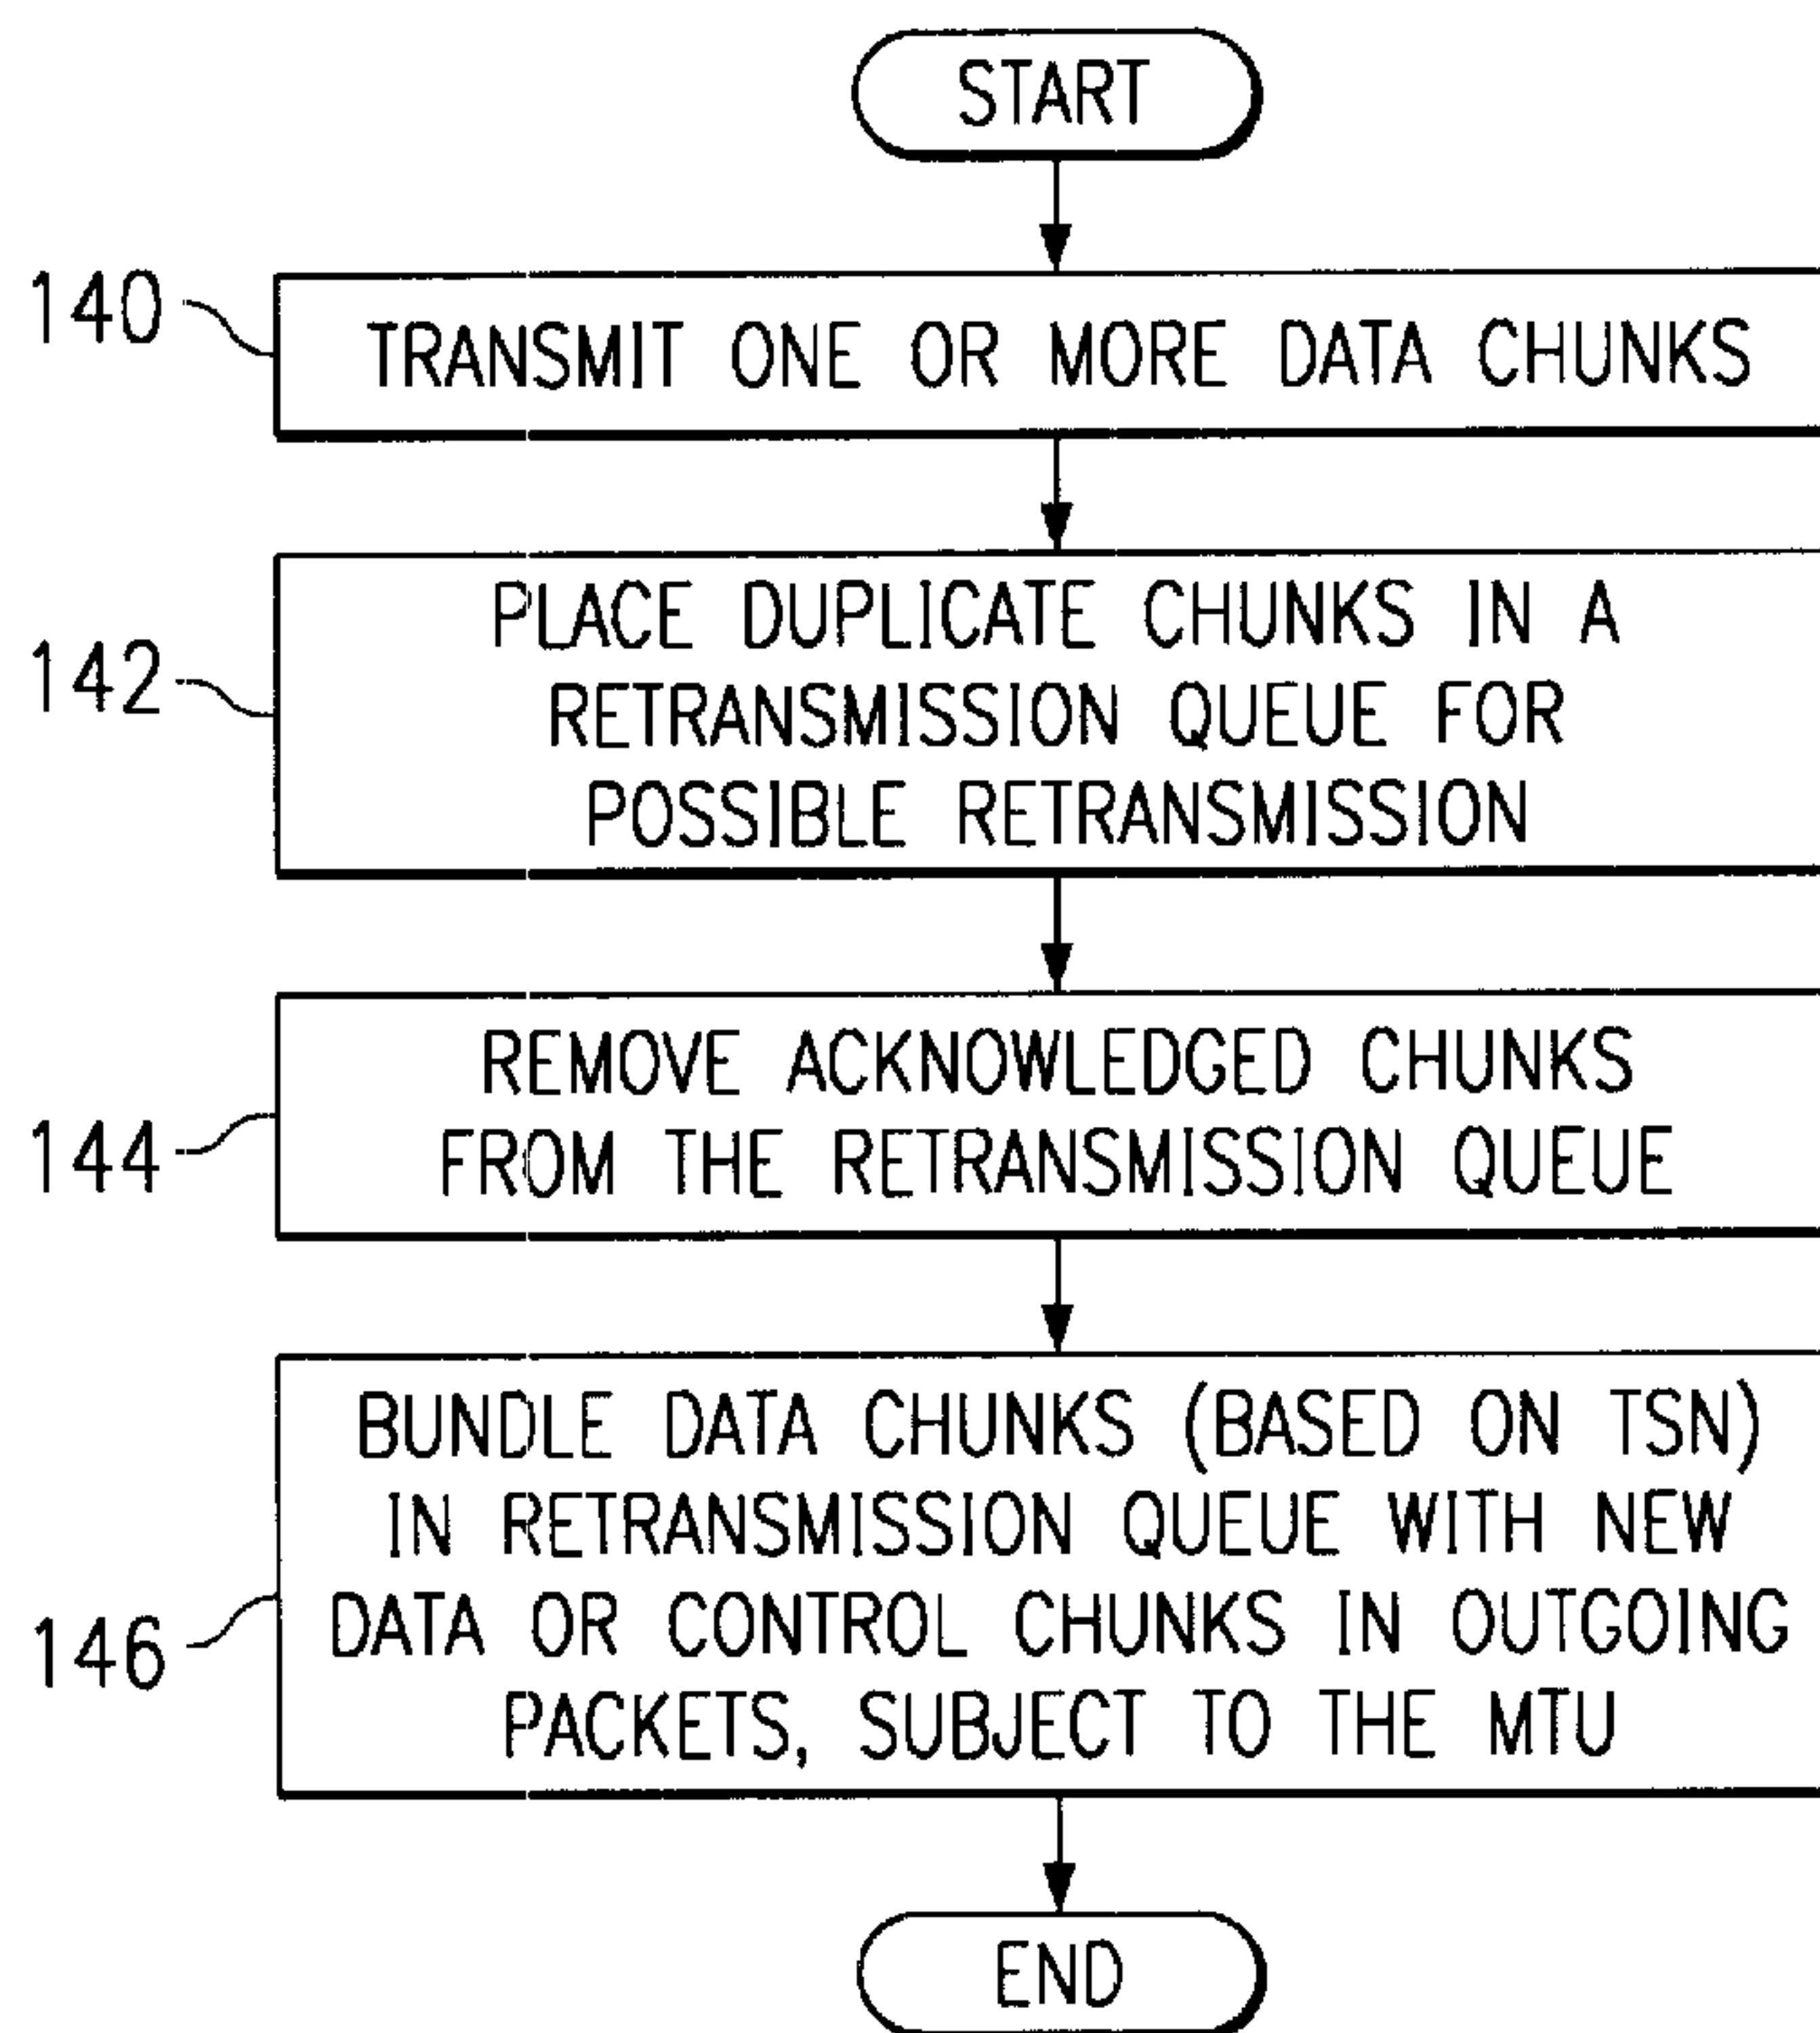 START
140
TRANSMIT ONE OR MORE DATA CHUNKS
142
PLACE DUPLICATE CHUNKS IN A
RETRANSMISSION QUEUE FOR
POSSIBLE RETRANSMISSION
144
REMOVE ACKNOWLEDGED CHUNKS
FROM THE RETRANSMISSION QUEUE
146
BUNDLE DATA CHUNKS (BASED ON TSN)
IN RETRANSMISSION QUEUE WITH NEW
DATA OR CONTROL CHUNKS IN OUTGOING
PACKETS, SUBJECT TO THE MTU
END